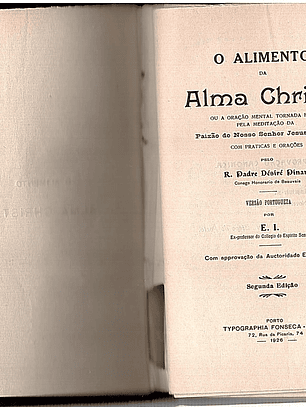 O ALIMENTO
DA
Alma Chri
OU A ORAÇÃO MENTAL TORNADA
PELA MEDITAÇÃO DA
Paixão do Nosso Senhor Jesus
COM PRATICAS E ORAÇÕES
PELO
R. Padre Désiré Pinar
Conego Honorario de Beauvais
VERSÃO PORTUGUEZA
POR
E. I.
Ex-professor do Collegio do Espirito San
Com approvação da Auctoridade E
Segunda Edição
PORTO
TYPOGRAPHIA FONSECA
72, Rua da Picaria, 74
1926